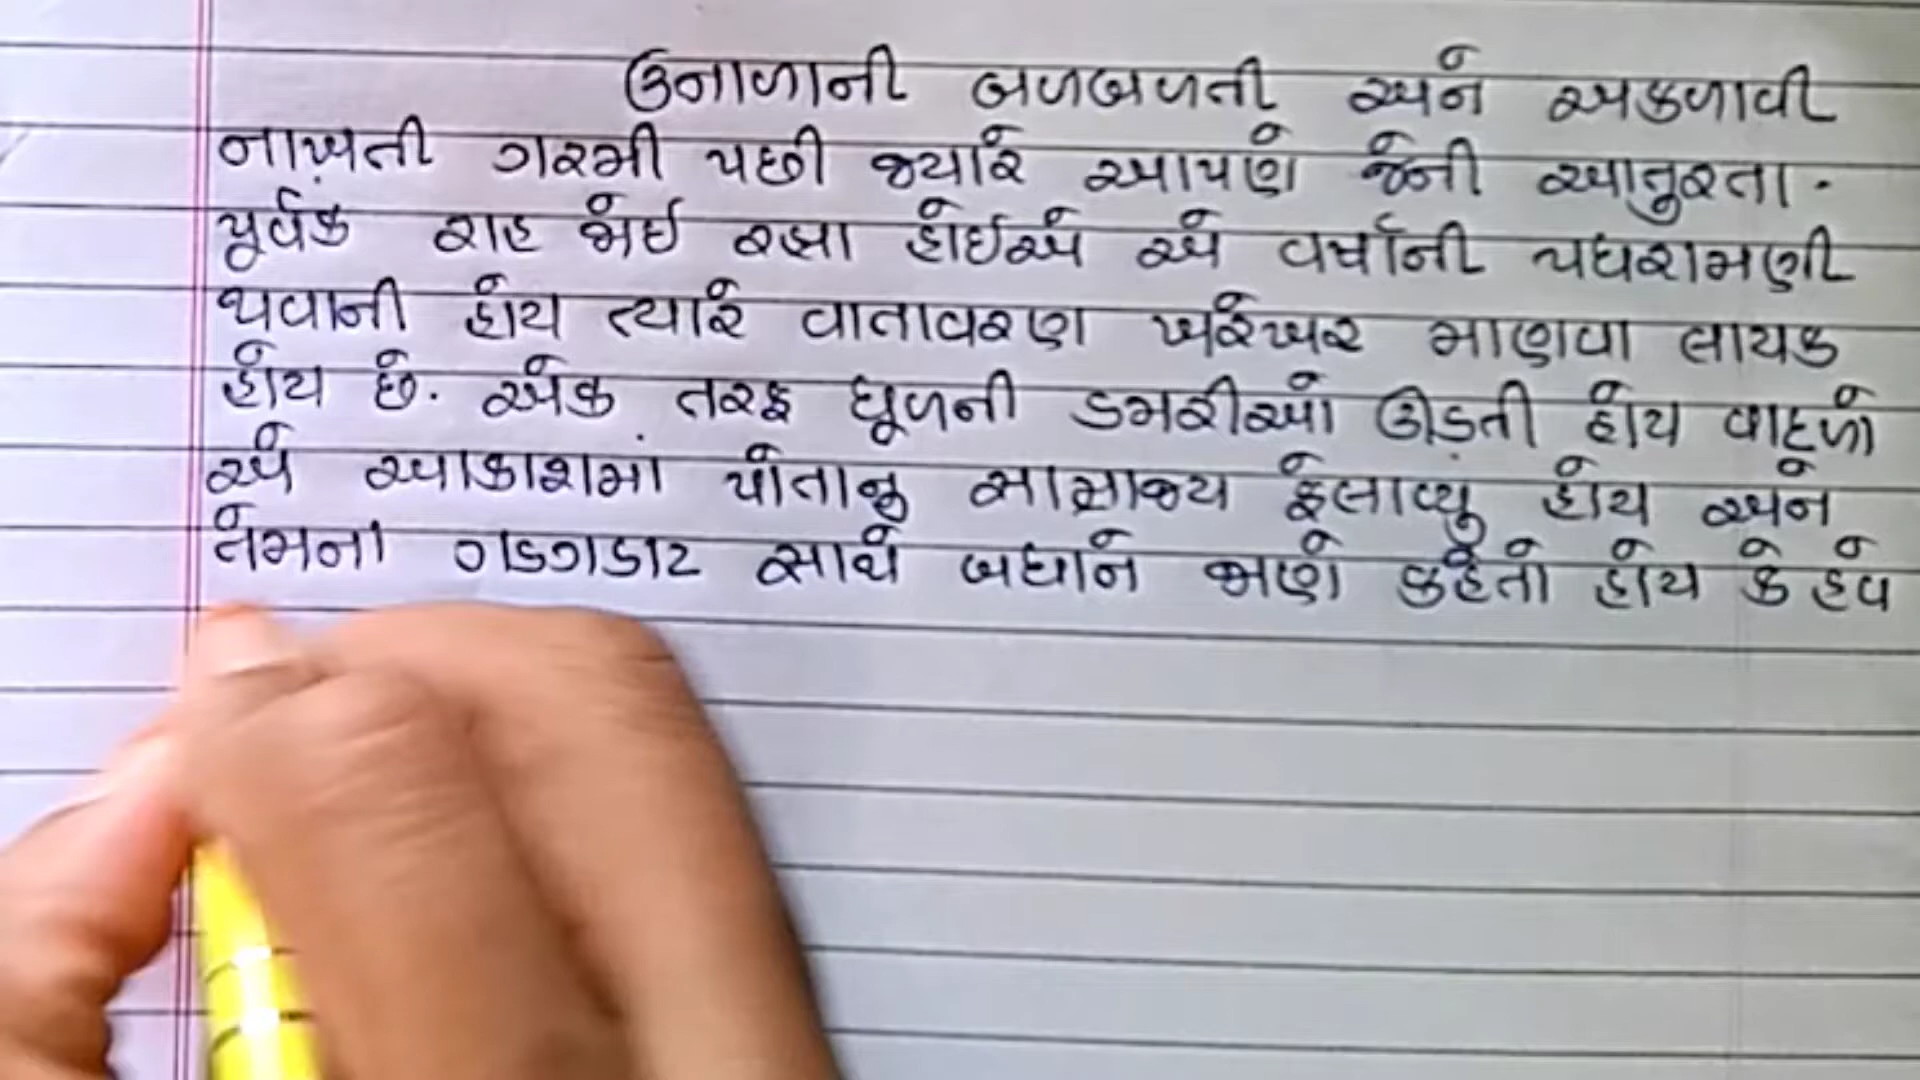 ઉનાળાની બળબળતી અને અકળાવી
નાખતી ગરમી પછી જ્યારે આપણે જેની આતુરતા-
પૂર્વક રાહ જોઈ રહ્યા હોઈએ એ વર્ષાની પધરામણી
થવાની હોય ત્યારે વાતાવરણ ખરેખર માણવા લાયક
હોય છે. એક તરફ ધૂળની ડમરીઓ ઊડતી હોય વાદળો
એ આકાશમાં પોતાનુ સામ્રાજ્ય ફેલાવ્યું હોય અને
તેમના ગડગડાટ સાથે બધાને જાણે કહેતો હોય કે હવે